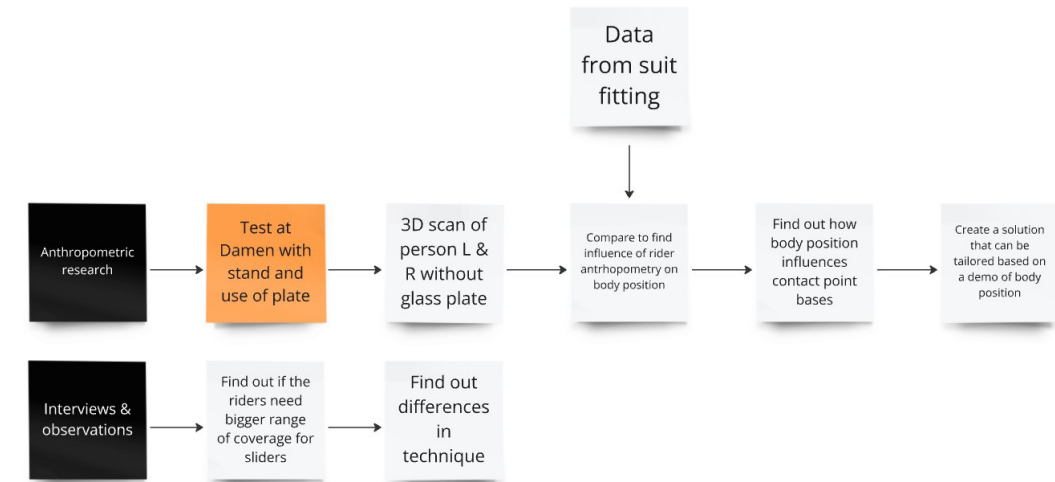 Data
from suit
fitting
Anthropometric
research
Test at
Damen with
stand and
use of plate
3D scan of
person L &
R without
glass plate
Compare to find
influence of rider
antrhopometry on
body position
Find out how
body position
influences
contact point
bases
Create a solution
that can be
tailored based on
a demo of body
position
Interviews &
observations
Find out if the
riders need
bigger range
of coverage for
sliders
Find out
differences
in
technique